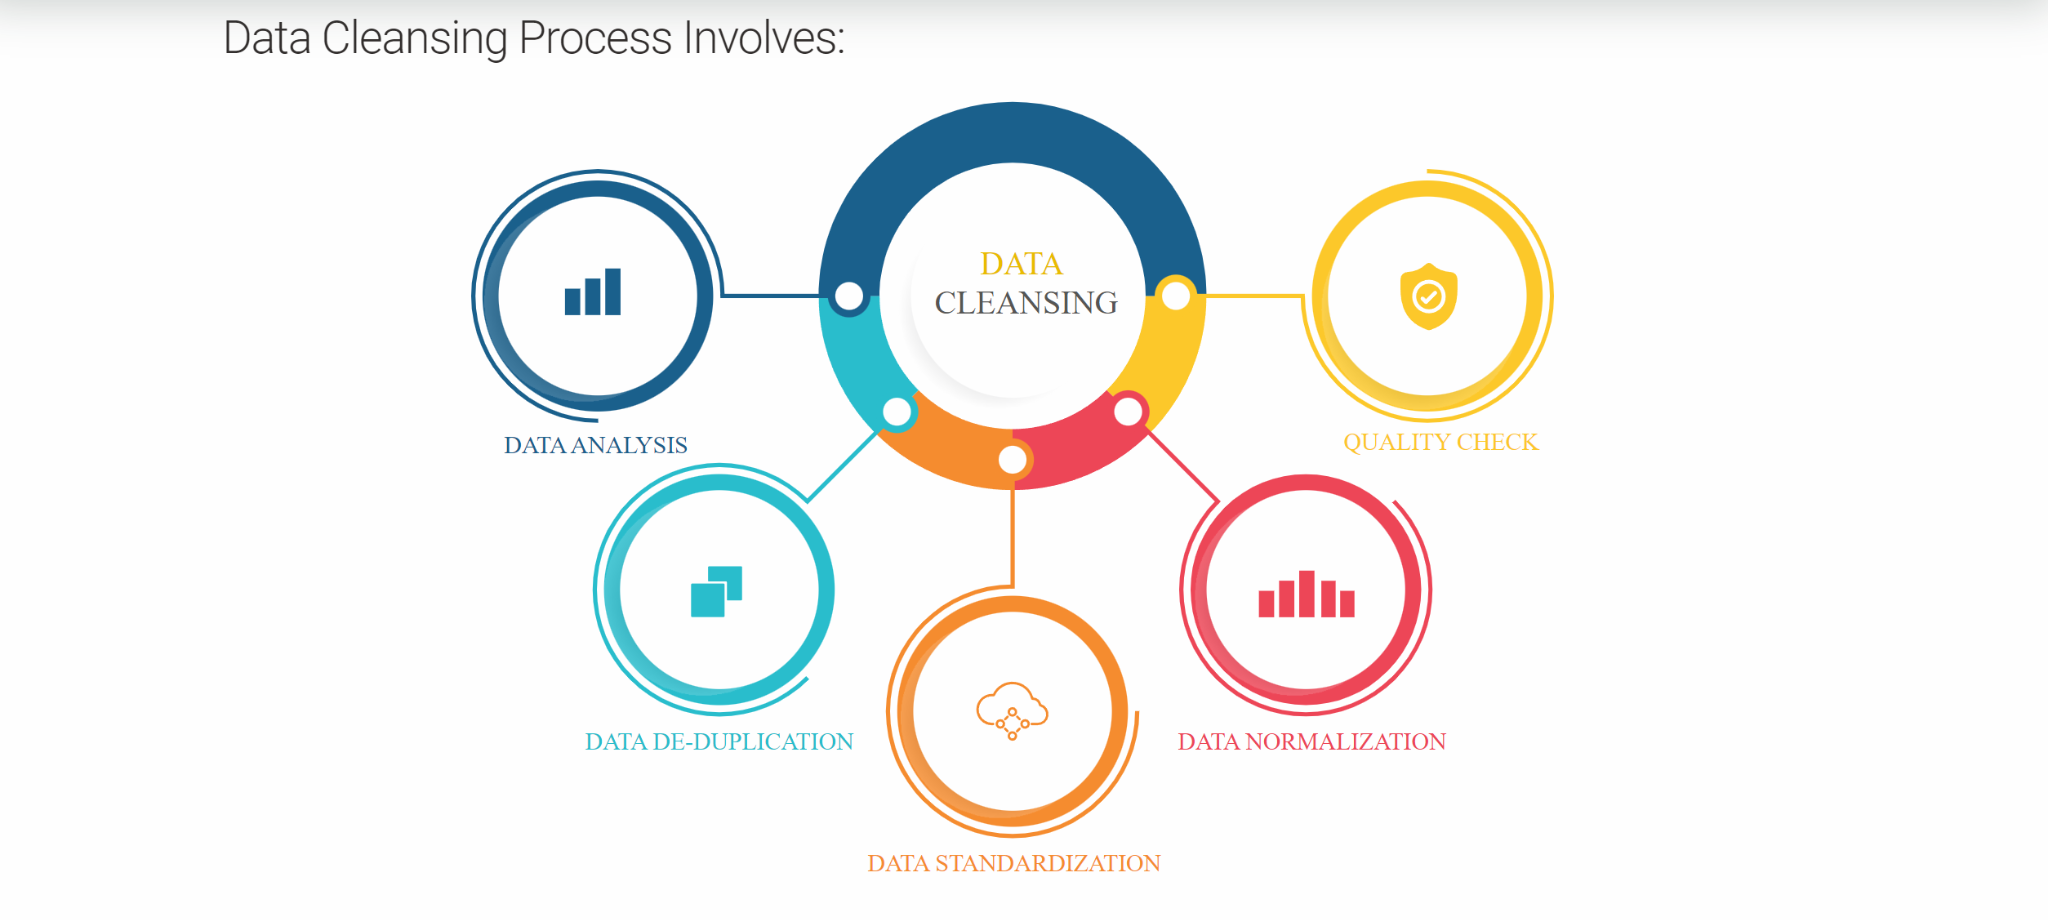 Data Cleansing Process Involves:
DATA
CLEANSING
DATA ANALYSIS
QUALITY CHECK
DATA DE-DUPLICATION
DATA NORMALIZATION
DATA STANDARDIZATION